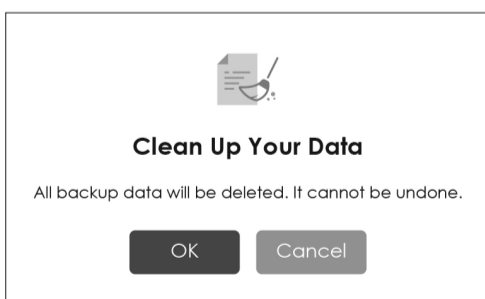 Clean Up Your Data
All backup data will be deleted. It cannot be undone.
OK Cancel